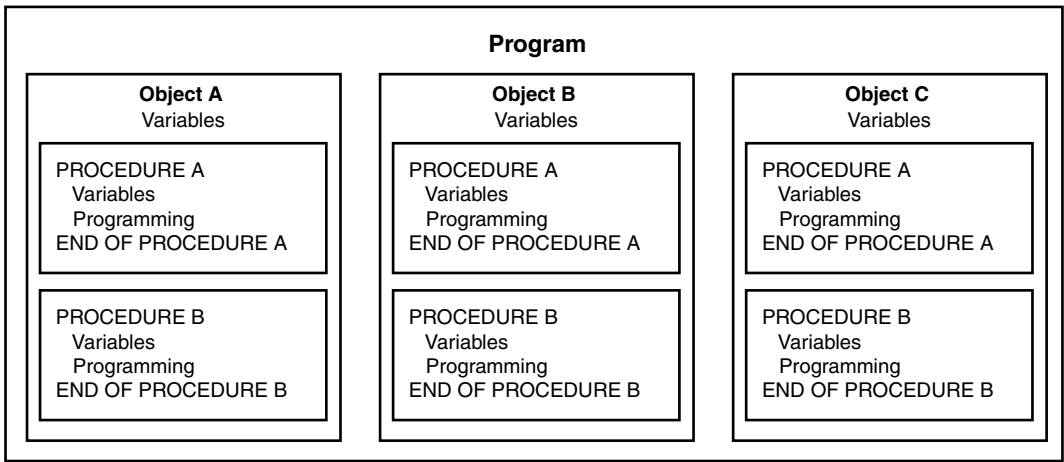 Program
Object A
Variables
PROCEDURE A
Variables
Programming
END OF PROCEDURE A
PROCEDURE B
Variables
Programming
END OF PROCEDURE B
Object B
Variables
PROCEDURE A
Variables
Programming
END OF PROCEDURE A
PROCEDURE B
Variables
Programming
END OF PROCEDURE B
Object C
Variables
PROCEDURE A
Variables
Programming
END OF PROCEDURE A
PROCEDURE B
Variables
Programming
END OF PROCEDURE B